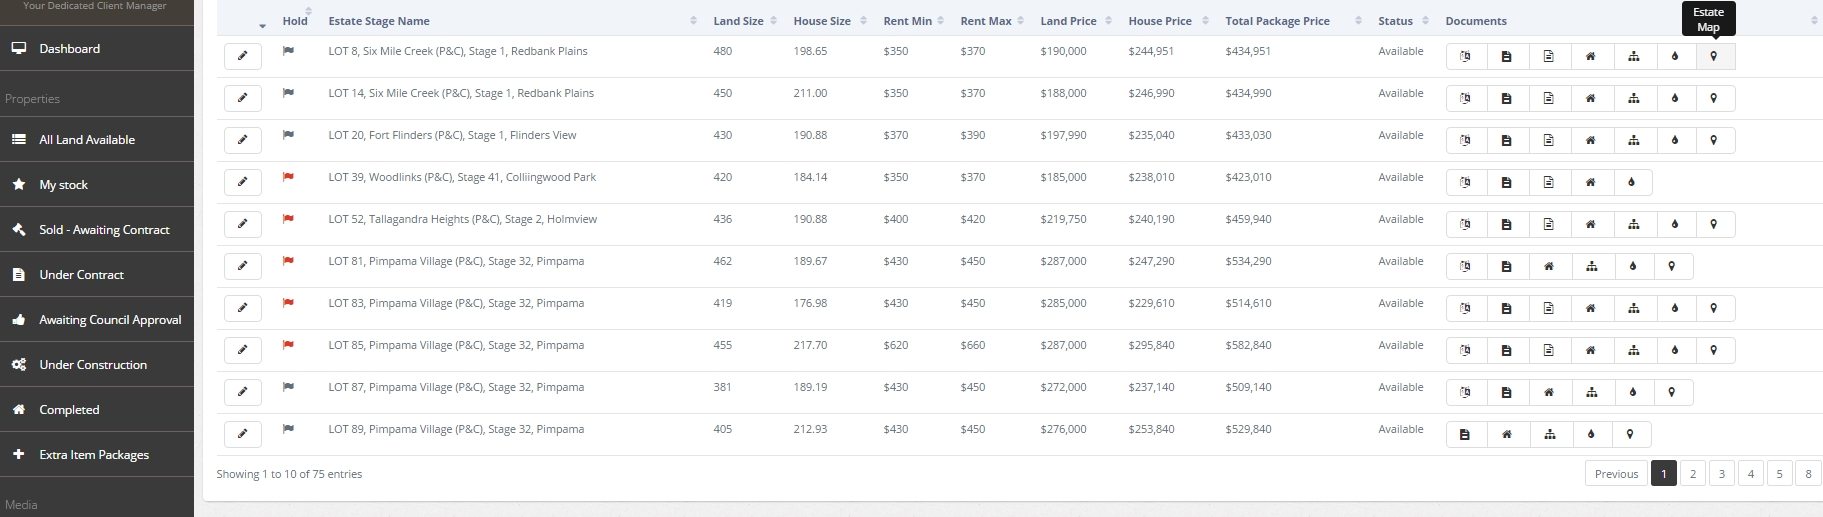 Your Dedicated Client Manager
Dashboard
Properties
All Land Available
My stock
Sold - Awaiting Contract
Under Contract
Awaiting Council Approval
Under Construction
Completed
Extra Item Packages
Media
Hold Estate Stage Name Land Size House Size Rent Min Rent Max Land Price House Price Total Package Price Status Documents
Estate
Map
LOT 8, Six Mile Creek (P&C), Stage 1, Redbank Plains 480 198.65 $350 $370 $190,000 $244,951 $434,951 Available
LOT 14, Six Mile Creek (P&C), Stage 1, Redbank Plains 450 211.00 $350 $370 $188,000 $246,990 $434,990 Available
LOT 20, Fort Flinders (P&C), Stage 1, Flinders View 430 190.88 $370 $390 $197,990 $235,040 $433,030 Available
LOT 39, Woodlinks (P&C), Stage 41, Colliingwood Park 420 184.14 $350 $370 $185,000 $238,010 $423,010 Available
LOT 52, Tallagandra Heights (P&C), Stage 2, Holmview 436 190.88 $400 $420 $219,750 $240,190 $459,940 Available
LOT 81, Pimpama Village (P&C), Stage 32, Pimpama 462 189.67 $430 $450 $287,000 $247,290 $534,290 Available
LOT 83, Pimpama Village (P&C), Stage 32, Pimpama 419 176.98 $430 $450 $285,000 $229,610 $514,610 Available
LOT 85, Pimpama Village (P&C), Stage 32, Pimpama 455 217.70 $620 $660 $287,000 $295,840 $582,840 Available
LOT 87, Pimpama Village (P&C), Stage 32, Pimpama 381 189.19 $430 $450 $272,000 $237,140 $509,140 Available
LOT 89, Pimpama Village (P&C), Stage 32, Pimpama 405 212.93 $430 $450 $276,000 $253,840 $529,840 Available
Showing 1 to 10 of 75 entries
Previous 1 2 3 4 5 8